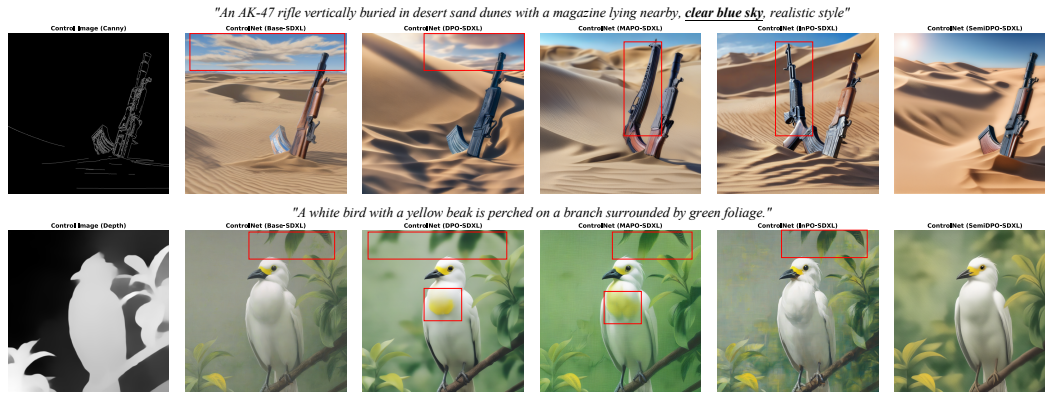 "An AK-47 rifle vertically buried in desert sand dunes with a magazine lying nearby, clear blue sky, realistic style"
Control Image (Canny) ControlNet (Base-SDXL) ControlNet (DPO-SDXL) ControlNet (MAPO-SDXL) ControlNet (InPO-SDXL) ControlNet (SemiDPO-SDXL)
"A white bird with a yellow beak is perched on a branch surrounded by green foliage."
Control Image (Depth) ControlNet (Base-SDXL) ControlNet (DPO-SDXL) ControlNet (MAPO-SDXL) ControlNet (InPO-SDXL) ControlNet (SemiDPO-SDXL)